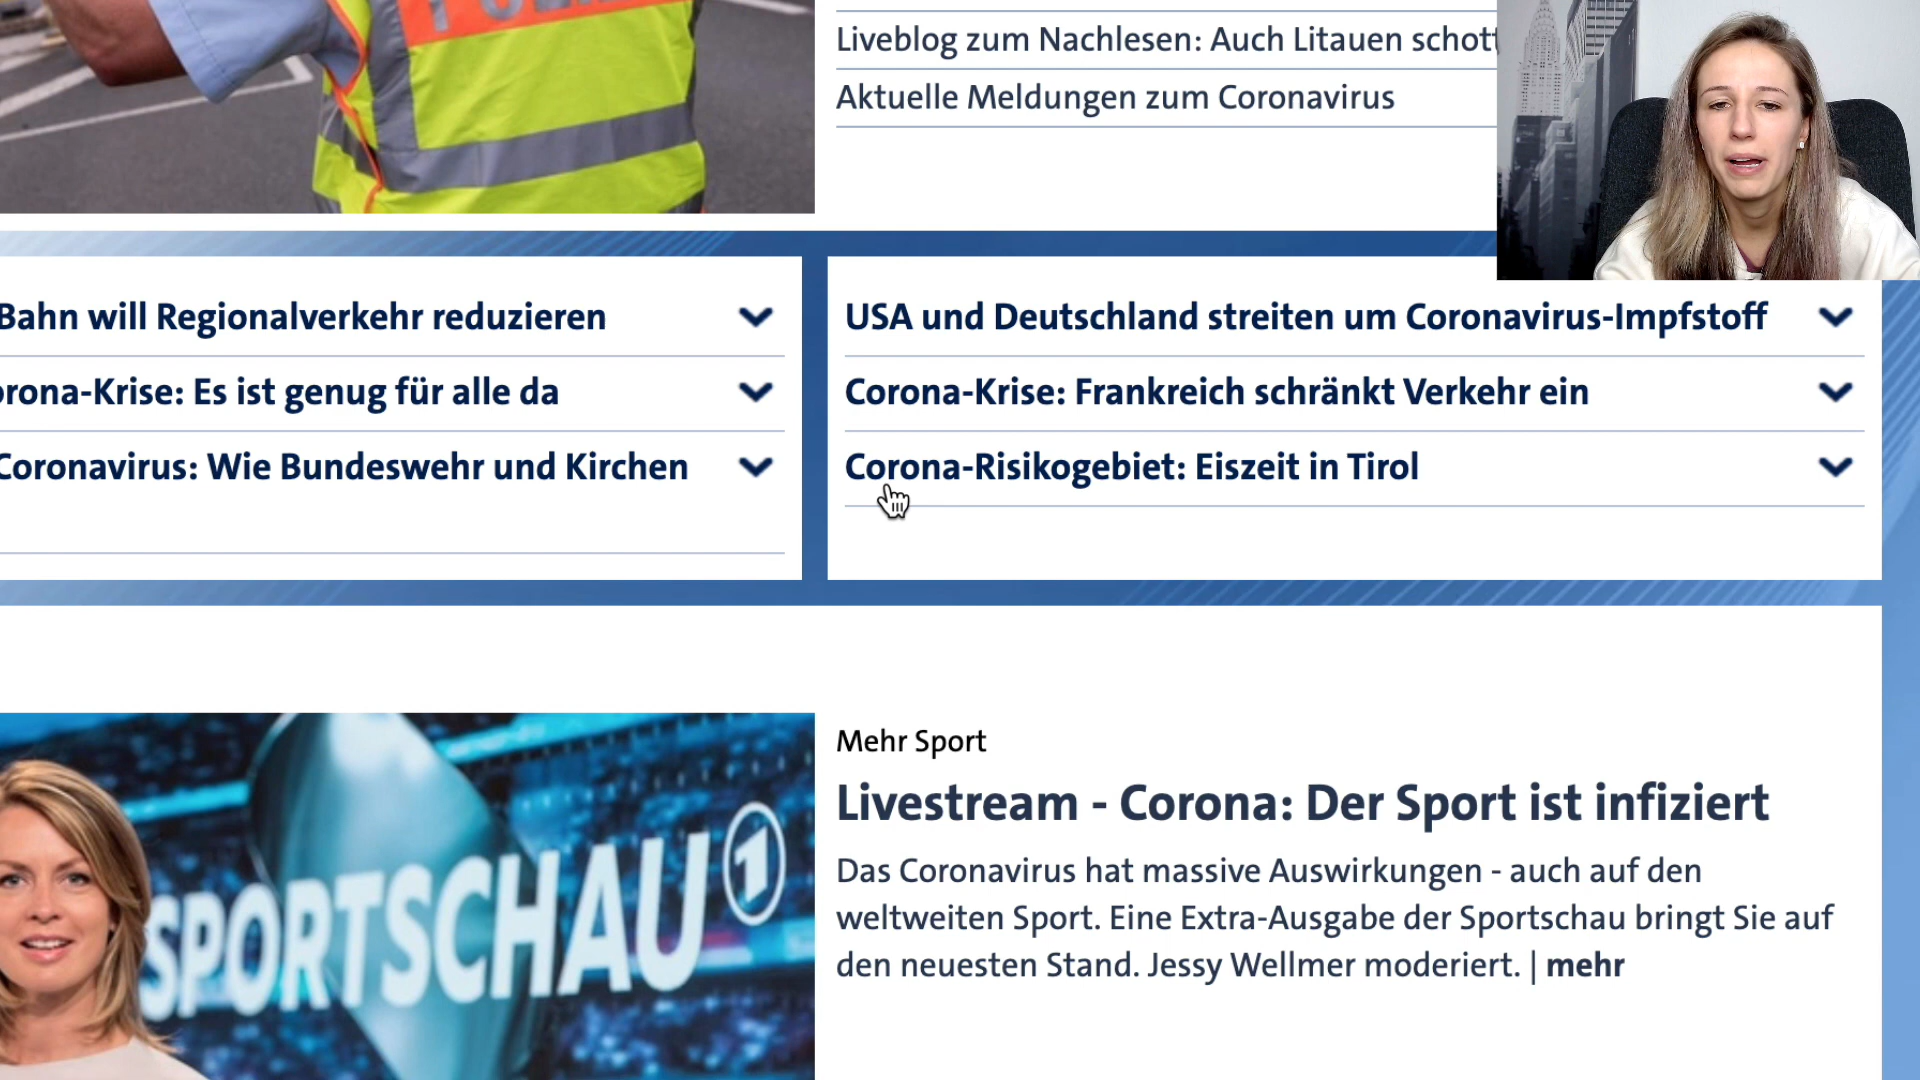 Liveblog zum Nachlesen: Auch Litauen
Aktuelle Meldungen zum Coronavirus
Bahn will Regionalverkehr reduzieren
Es ist genug für alle da
Coronavirus: Wie Bundeswehr und Kirchen
USA und Deutschland streiten um Coronavirus-Impfstoff
Corona-Krise: Frankreich schränkt Verkehr ein
Corona-Risikogebiet: Eiszeit in Tirol
SPORTSCHAU 1
Mehr Sport
Livestream - Corona: Der Sport ist infiziert
Das Coronavirus hat massive Auswirkungen - auch auf den
weltweiten Sport. Eine Extra-Ausgabe der Sportschau bringt Sie auf
den neuesten Stand. Jessy Wellmer moderiert. | mehr